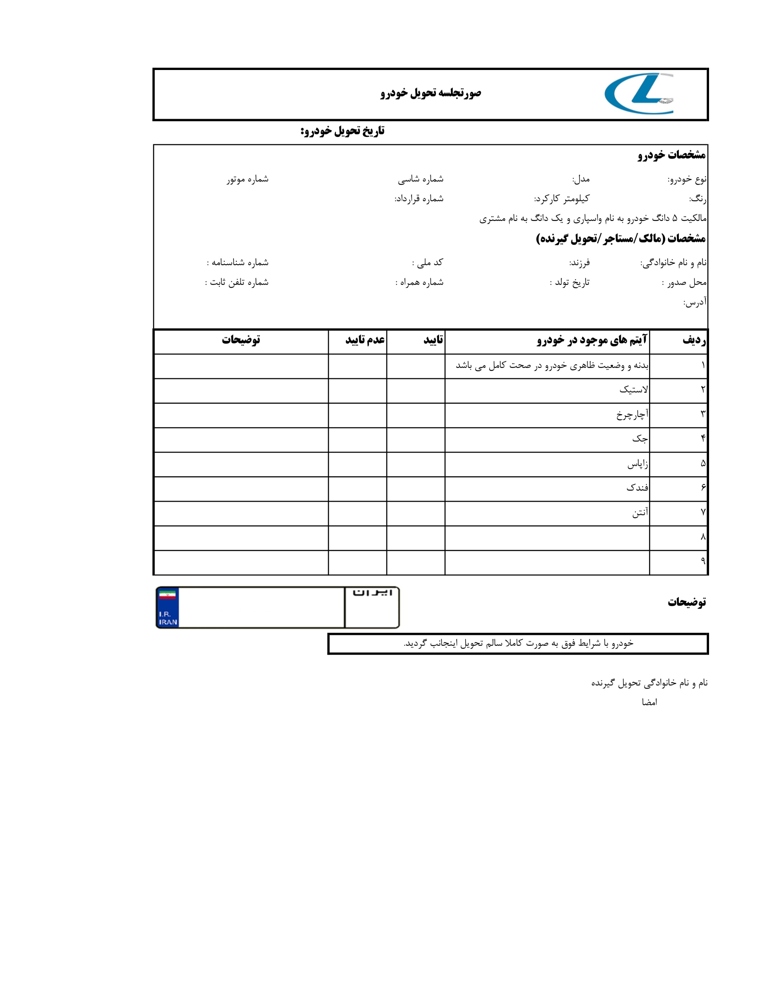 صورتجلسه تحویل خودرو
تاریخ تحویل خودرو:
مشخصات خودرو
نوع خودرو: مدل: شماره شاسی شماره موتور
رنگ: کیلومتر کارکرد: شماره قرارداد:
مالکیت ۵ دانگ خودرو به نام واسپاری و یک دانگ به نام مشتری
مشخصات (مالک/مستاجر/تحویل گیرنده)
نام و نام خانوادگی: فرزند: کد ملی : شماره شناسنامه :
محل صدور : تاریخ تولد : شماره همراه : شماره تلفن ثابت :
آدرس:
ردیف آیتم های موجود در خودرو تایید عدم تایید توضیحات
۱ بدنه و وضعیت ظاهری خودرو در صحت کامل می باشد
۲ لاستیک
۳ آچارچرخ
۴ جک
۵ زاپاس
۶ فندک
۷ آنتن
۸
۹
توضیحات
ایران
I.R.
IRAN
خودرو با شرایط فوق به صورت کاملا سالم تحویل اینجانب گردید.
نام و نام خانوادگی تحویل گیرنده
امضا